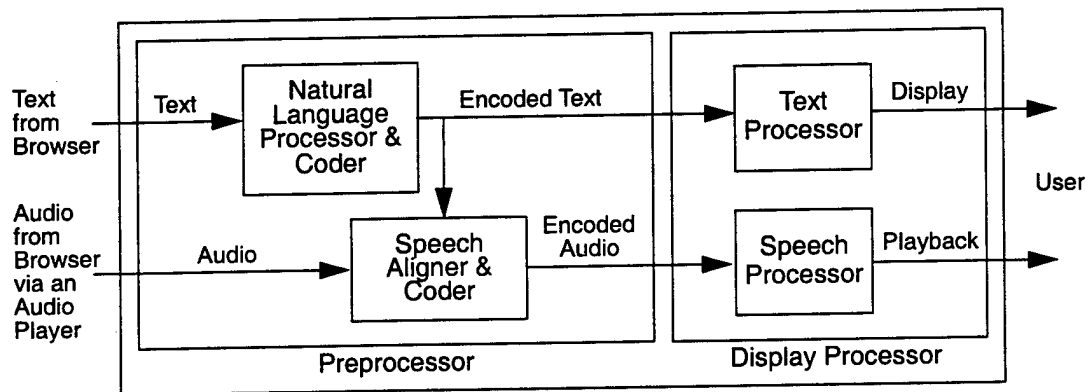 Text
from
Browser
Text
Natural
Language
Processor &
Coder
Encoded Text
Text
Processor
Display
User
Audio
from
Browser
via an
Audio
Player
Audio
Speech
Aligner &
Coder
Encoded
Audio
Speech
Processor
Playback
Preprocessor
Display Processor